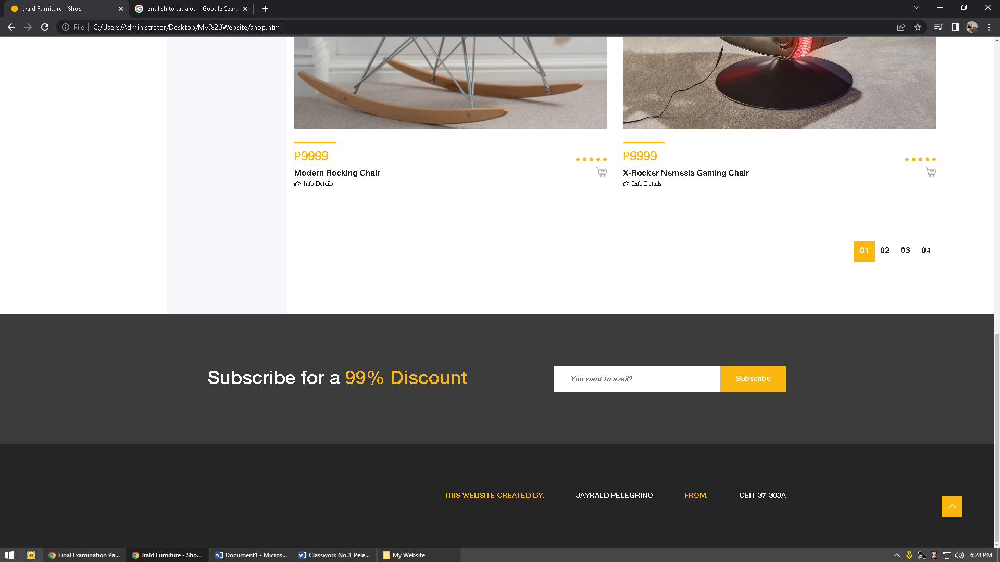 Jrald Furniture - Shop
english to tagalog - Google Searc
File
C:/Users/Administrator/Desktop/My%20Website/shop.html
₱9999
Modern Rocking Chair
Info Details
₱9999
X-Rocker Nemesis Gaming Chair
Info Details
01 02 03 04
Subscribe for a 99% Discount
You want to avail?
Subscribe
THIS WEBSITE CREATED BY: JAYRALD PELEGRINO FROM: CEIT-37-303A
Final Examination Pa...
Jrald Furniture - Sho...
Document1 - Micros...
Classwork No.3_Pele...
My Website
6:28 PM